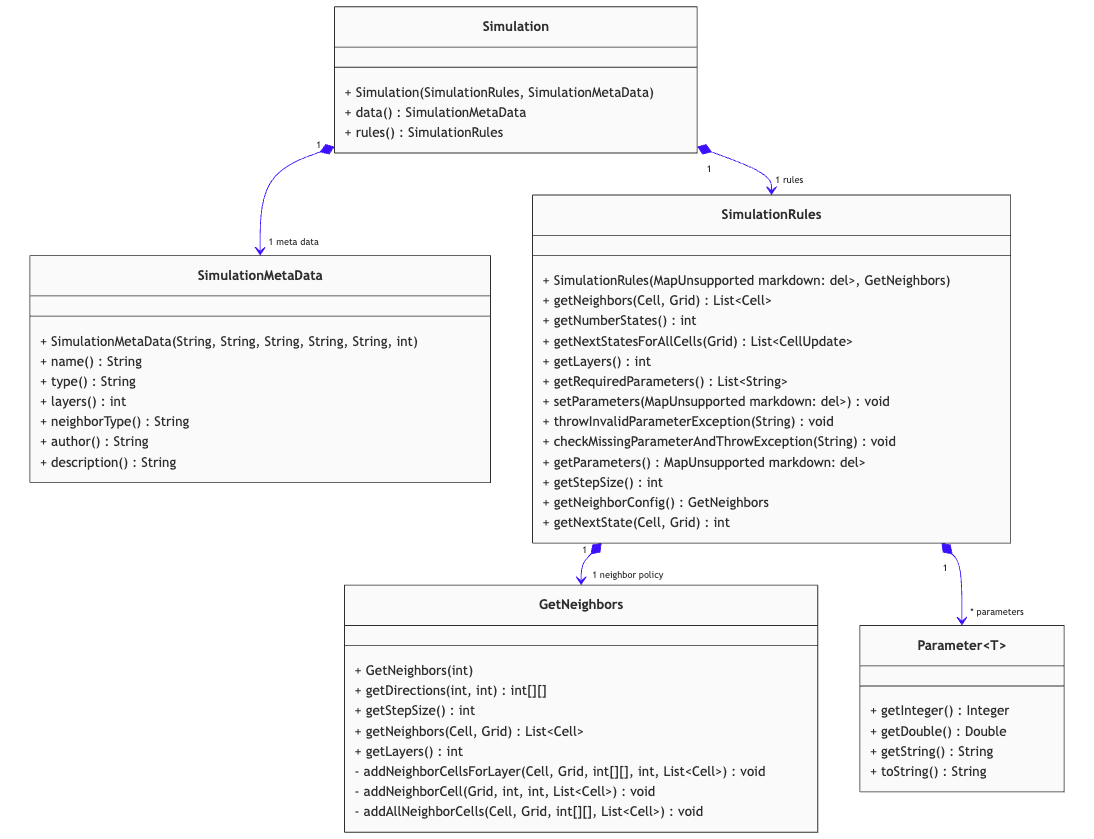 Simulation
+ Simulation(SimulationRules, SimulationMetaData)
+ data() : SimulationMetaData
+ rules() : SimulationRules
1
1
1 rules
1 meta data
SimulationMetaData
+ SimulationMetaData(String, String, String, String, String, int)
+ name() : String
+ type() : String
+ layers() : int
+ neighborType() : String
+ author() : String
+ description() : String
SimulationRules
+ SimulationRules(MapUnsupported markdown: del>, GetNeighbors)
+ getNeighbors(Cell, Grid) : List<Cell>
+ getNumberStates() : int
+ getNextStatesForAllCells(Grid) : List<CellUpdate>
+ getLayers() : int
+ getRequiredParameters() : List<String>
+ setParameters(MapUnsupported markdown: del>) : void
+ throwInvalidParameterException(String) : void
+ checkMissingParameterAndThrowException(String) : void
+ getParameters() : MapUnsupported markdown: del>
+ getStepSize() : int
+ getNeighborConfig() : GetNeighbors
+ getNextState(Cell, Grid) : int
1
1 neighbor policy
1
* parameters
GetNeighbors
+ GetNeighbors(int)
+ getDirections(int, int) : int[][]
+ getStepSize() : int
+ getNeighbors(Cell, Grid) : List<Cell>
+ getLayers() : int
- addNeighborCellsForLayer(Cell, Grid, int[][], int, List<Cell>) : void
- addNeighborCell(Grid, int, int, List<Cell>) : void
- addAllNeighborCells(Cell, Grid, int[][], List<Cell>) : void
Parameter<T>
+ getInteger() : Integer
+ getDouble() : Double
+ getString() : String
+ toString() : String